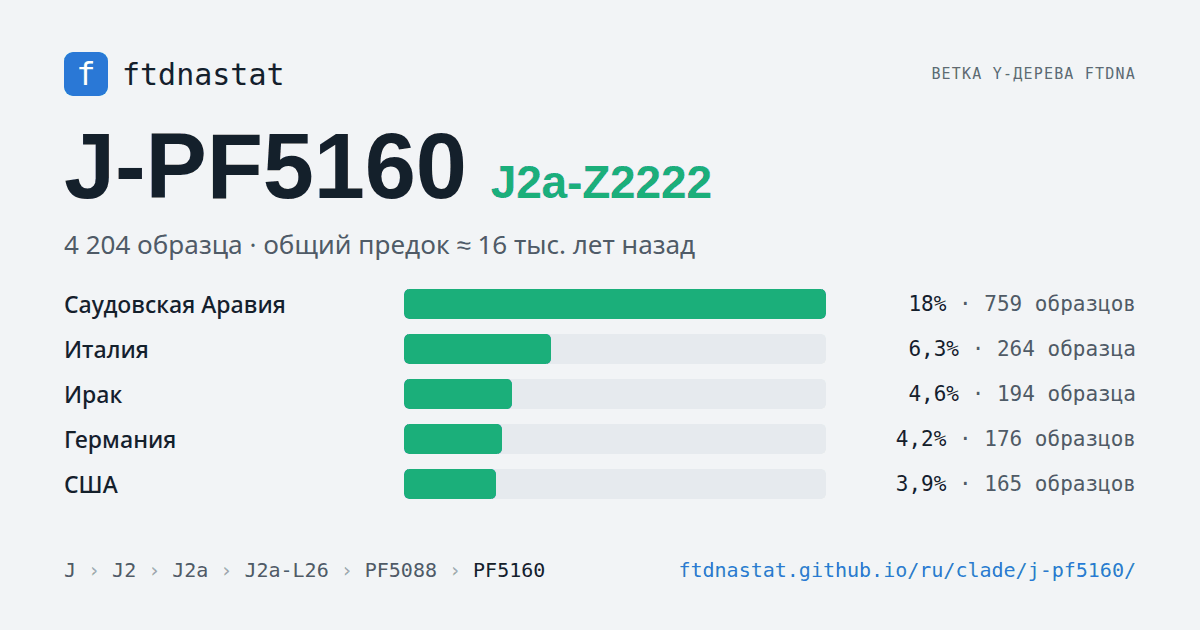 f ftdnastat
ВЕТКА Y-ДЕРЕВА FTDNA
J-PF5160 J2a-Z2222
4 204 образца · общий предок ≈ 16 тыс. лет назад
Саудовская Аравия 18% · 759 образцов
Италия 6,3% · 264 образца
Ирак 4,6% · 194 образца
Германия 4,2% · 176 образцов
США 3,9% · 165 образцов
J › J2 › J2a › J2a-L26 › PF5088 › PF5160
ftdnastat.github.io/ru/clade/j-pf5160/